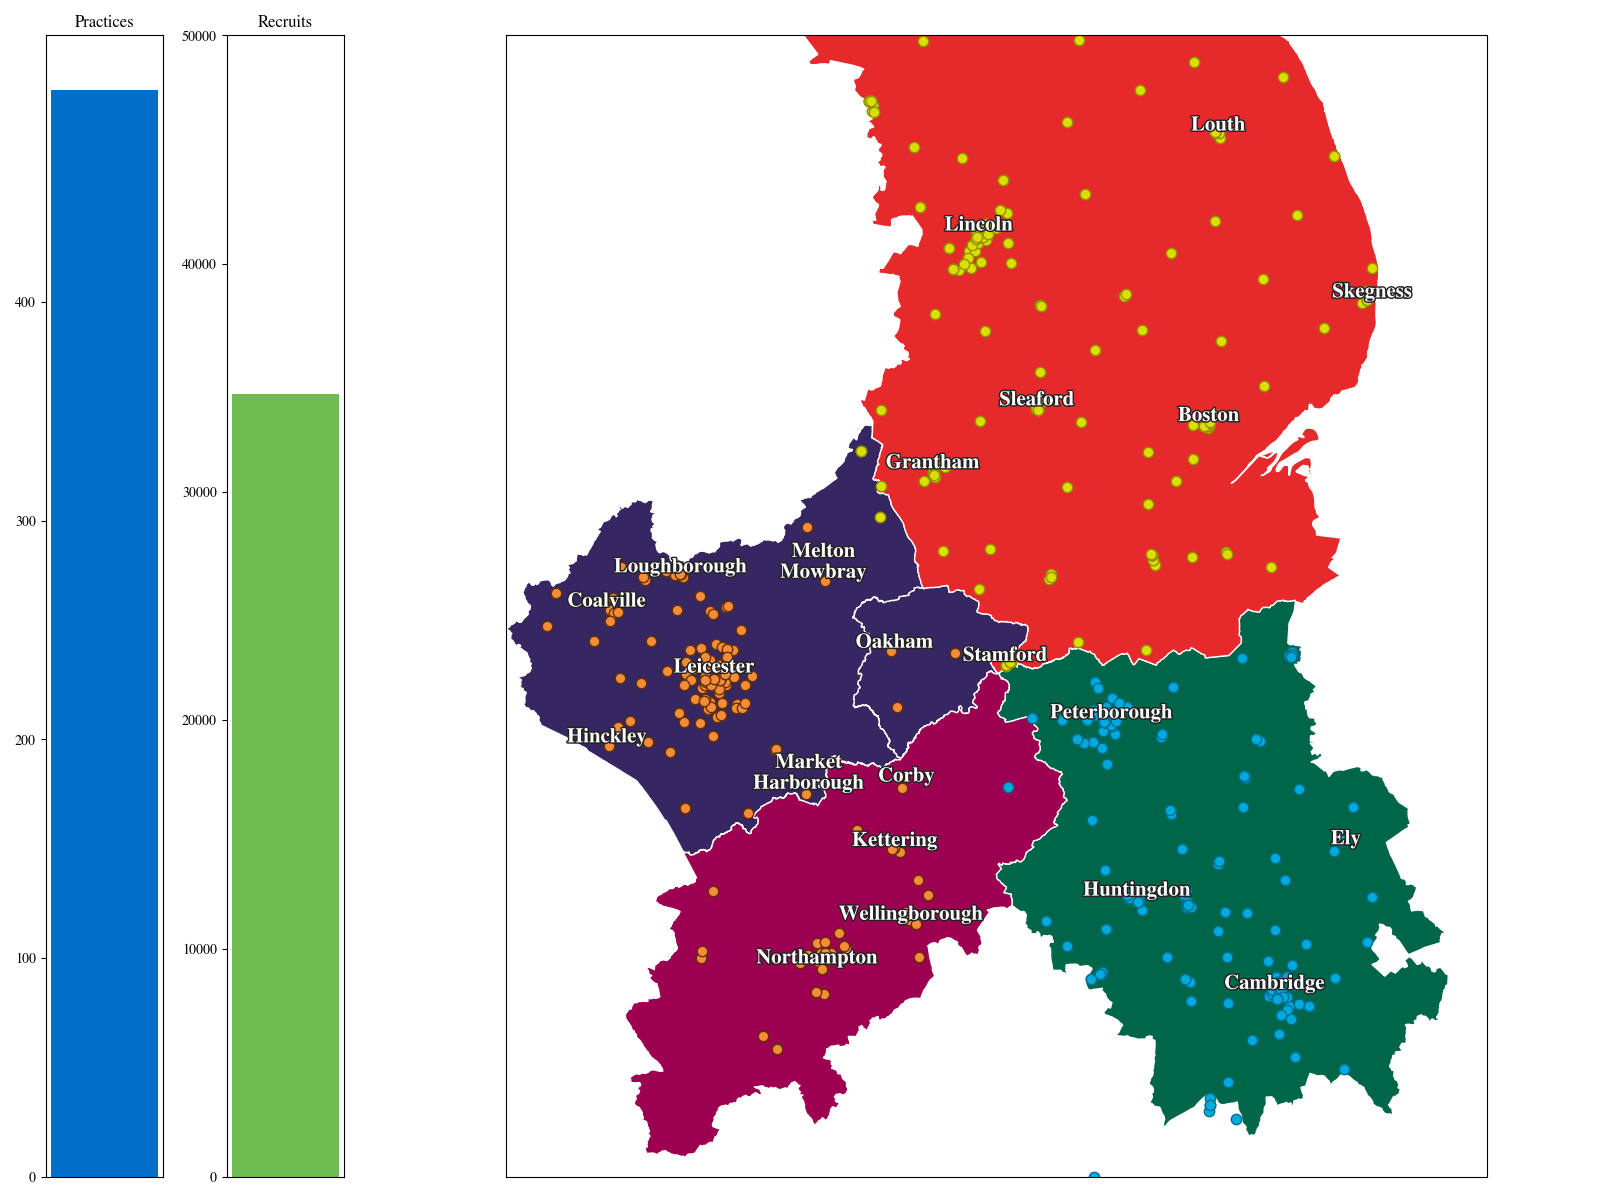 Practices
Recruits
400
300
200
100
0
50000
40000
30000
20000
10000
0
Louth
Lincoln
Skegness
Sleaford
Boston
Grantham
Melton
Mowbray
Loughborough
Coalville
Oakham
Stamford
Leicester
Peterborough
Hinckley
Market
Harborough
Corby
Kettering
Ely
Huntingdon
Wellingborough
Northampton
Cambridge